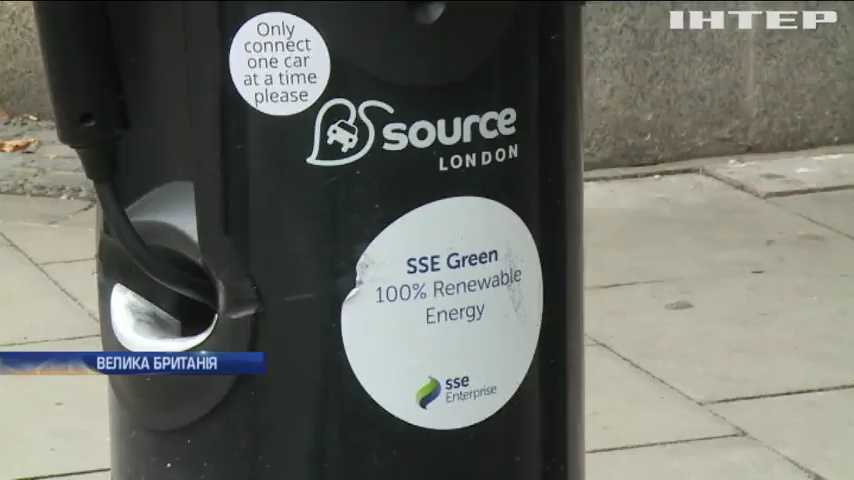 ІНТЕР
Only
connect
one car
at a time
please
source
LONDON
SSE Green
100% Renewable
Energy
sse
Enterprise
ВЕЛИКА БРИТАНІЯ